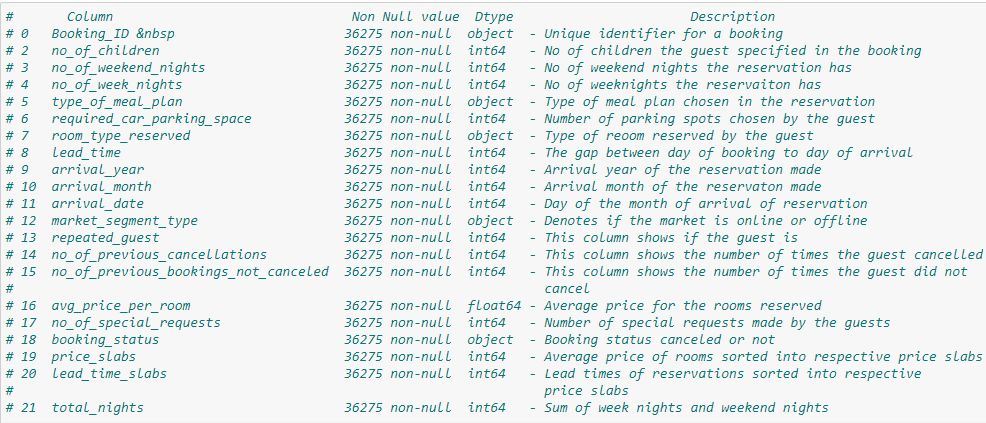 #      Column                             Non Null value  Dtype                      Description
# 0   Booking_ID &nbsp                    36275 non-null  object  - Unique identifier for a booking
# 2   no_of_children                      36275 non-null  int64   - No of children the guest specified in the booking
# 3   no_of_weekend_nights                36275 non-null  int64   - No of weekend nights the reservation has
# 4   no_of_week_nights                   36275 non-null  int64   - No of weeknights the reservaiton has
# 5   type_of_meal_plan                   36275 non-null  object  - Type of meal plan chosen in the reservation
# 6   required_car_parking_space          36275 non-null  int64   - Number of parking spots chosen by the guest
# 7   room_type_reserved                  36275 non-null  object  - Type of reoom reserved by the guest
# 8   lead_time                           36275 non-null  int64   - The gap between day of booking to day of arrival
# 9   arrival_year                        36275 non-null  int64   - Arrival year of the reservation made
# 10  arrival_month                       36275 non-null  int64   - Arrival month of the reservaton made
# 11  arrival_date                        36275 non-null  int64   - Day of the month of arrival of reservation
# 12  market_segment_type                 36275 non-null  object  - Denotes if the market is online or offline
# 13  repeated_guest                      36275 non-null  int64   - This column shows if the guest is
# 14  no_of_previous_cancellations        36275 non-null  int64   - This column shows the number of times the guest cancelled
# 15  no_of_previous_bookings_not_canceled  36275 non-null  int64   - This column shows the number of times the guest did not
#                                                                   cancel
# 16  avg_price_per_room                  36275 non-null  float64 - Average price for the rooms reserved
# 17  no_of_special_requests              36275 non-null  int64   - Number of special requests made by the guests
# 18  booking_status                      36275 non-null  object  - Booking status canceled or not
# 19  price_slabs                         36275 non-null  int64   - Average price of rooms sorted into respective price slabs
# 20  lead_time_slabs                     36275 non-null  int64   - Lead times of reservations sorted into respective
#                                                                   price slabs
# 21  total_nights                        36275 non-null  int64   - Sum of week nights and weekend nights